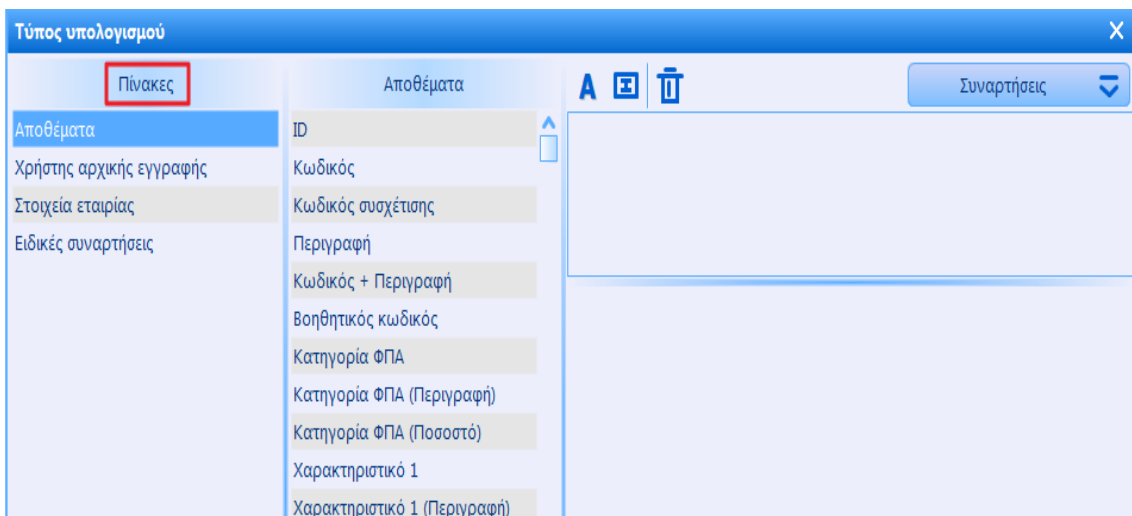 Τύπος υπολογισμού
Πίνακες
Αποθέματα
Χρήστης αρχικής εγγραφής
Στοιχεία εταιρίας
Ειδικές συναρτήσεις
Αποθέματα
ID
Κωδικός
Κωδικός συσχέτισης
Περιγραφή
Κωδικός + Περιγραφή
Βοηθητικός κωδικός
Κατηγορία ΦΠΑ
Κατηγορία ΦΠΑ (Περιγραφή)
Κατηγορία ΦΠΑ (Ποσοστό)
Χαρακτηριστικό 1
Χαρακτηριστικό 1 (Περιγραφή)
A
Συναρτήσεις